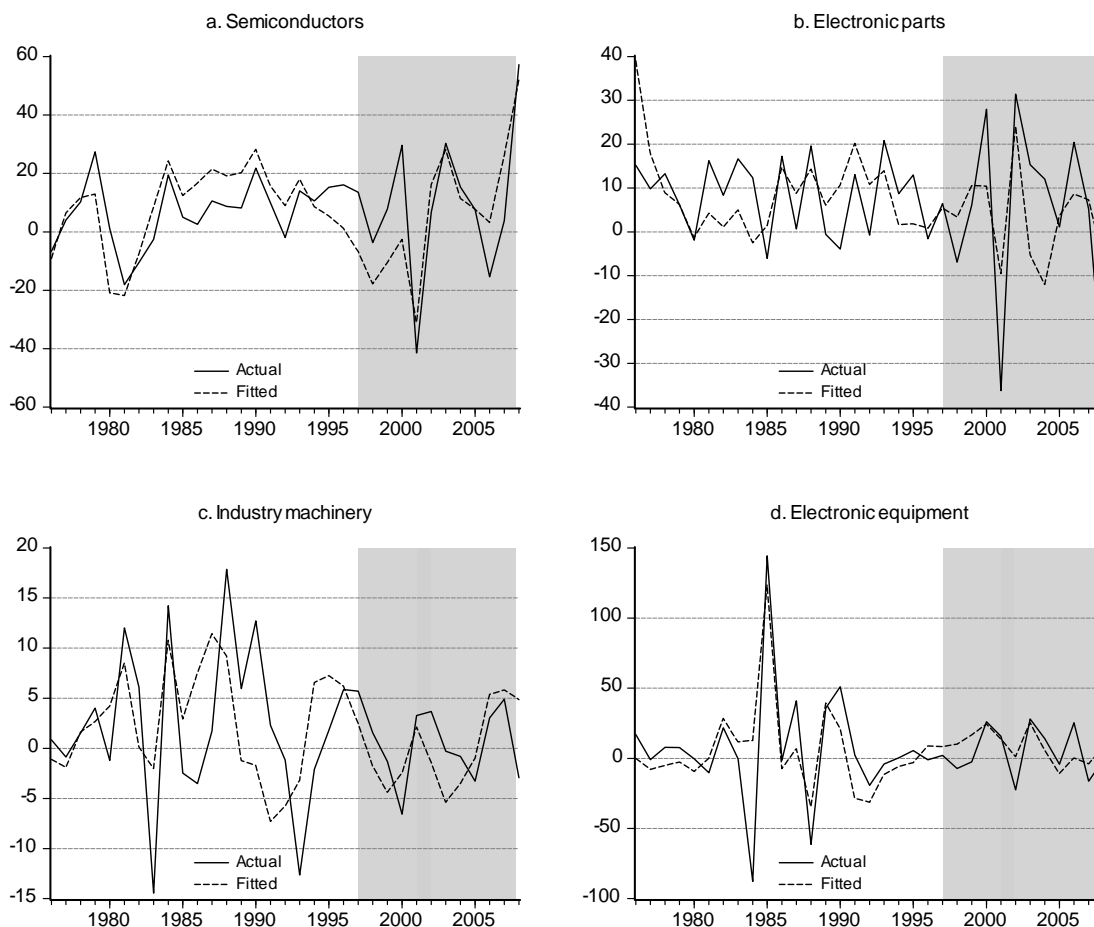 a. Semiconductors
60
40
20
0
-20
-40
-60
Actual
Fitted
1980 1985 1990 1995 2000 2005
b. Electronic parts
40
30
20
10
0
-10
-20
-30
-40
Actual
Fitted
1980 1985 1990 1995 2000 2005
c. Industry machinery
20
15
10
5
0
-5
-10
-15
Actual
Fitted
1980 1985 1990 1995 2000 2005
d. Electronic equipment
150
100
50
0
-50
-100
Actual
Fitted
1980 1985 1990 1995 2000 2005